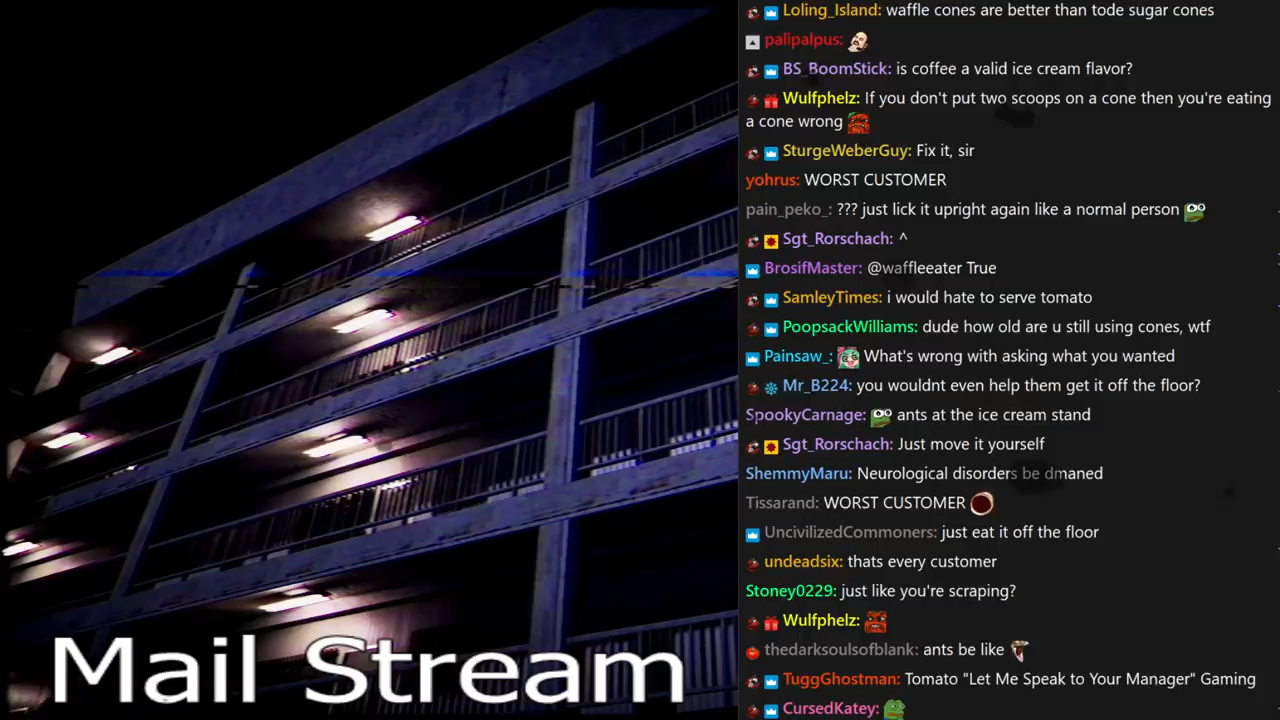 Loling_Island: waffle cones are better than tode sugar cones
palipalpus:
BS_BoomStick: is coffee a valid ice cream flavor?
Wulfphelz: If you don't put two scoops on a cone then you're eating
a cone wrong
SturgeWeberGuy: Fix it, sir
yohrus: WORST CUSTOMER
pain_peko_: ??? just lick it upright again like a normal person
Sgt_Rorschach: ^
BrosifMaster: @waffleeater True
SamleyTimes: i would hate to serve tomato
PoopsackWilliams: dude how old are u still using cones, wtf
Painsaw_: What's wrong with asking what you wanted
Mr_B224: you wouldnt even help them get it off the floor?
SpookyCarnage: ants at the ice cream stand
Sgt_Rorschach: Just move it yourself
ShemmyMaru: Neurological disorders be dmaned
Tissarand: WORST CUSTOMER
UncivilizedCommoners: just eat it off the floor
undeadsix: thats every customer
Stoney0229: just like you're scraping?
Wulfphelz:
thedarksoulsofblank: ants be like
TuggGhostman: Tomato "Let Me Speak to Your Manager" Gaming
CursedKatey:
Mail Stream